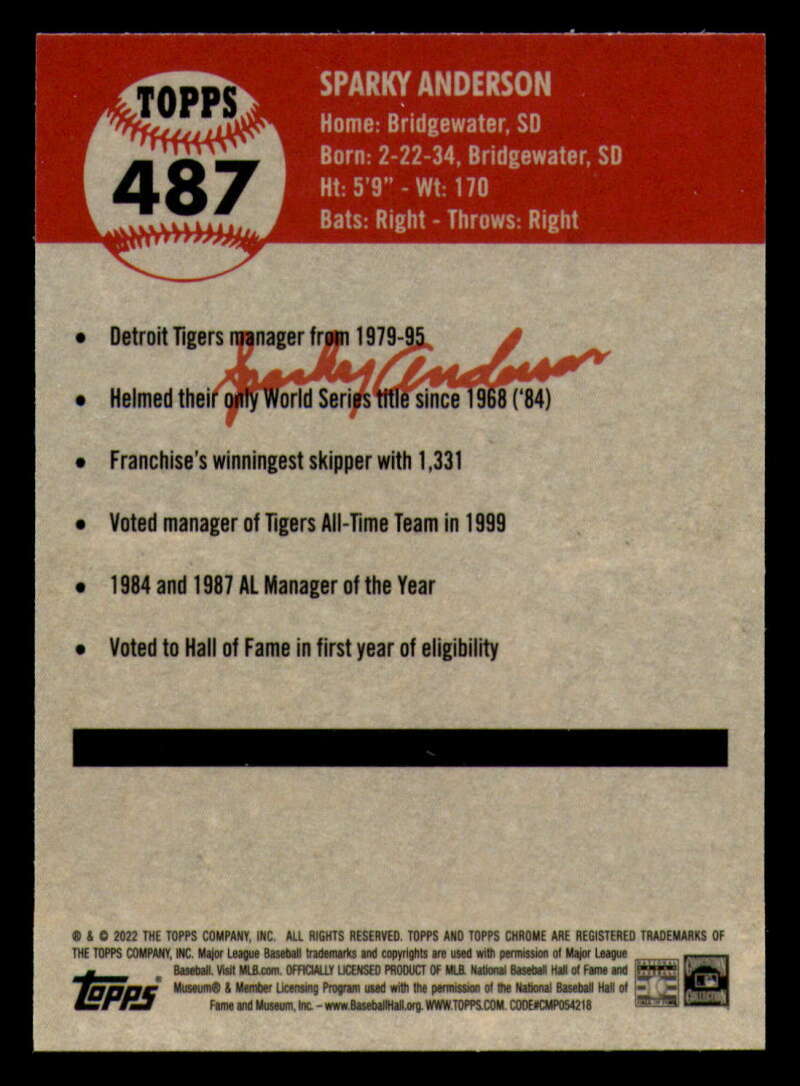 TOPPS
487
SPARKY ANDERSON
Home: Bridgewater, SD
Born: 2-22-34, Bridgewater, SD
Ht: 5'9" - Wt: 170
Bats: Right - Throws: Right
• Detroit Tigers manager from 1979-95
Sparky Anderson
• Helmed their only World Series title since 1968 ('84)
• Franchise's winningest skipper with 1,331
• Voted manager of Tigers All-Time Team in 1999
• 1984 and 1987 AL Manager of the Year
• Voted to Hall of Fame in first year of eligibility
® & © 2022 THE TOPPS COMPANY, INC. ALL RIGHTS RESERVED. TOPPS AND TOPPS CHROME ARE REGISTERED TRADEMARKS OF
THE TOPPS COMPANY, INC. Major League Baseball trademarks and copyrights are used with permission of Major League
Baseball. Visit MLB.com. OFFICIALLY LICENSED PRODUCT OF MLB. National Baseball Hall of Fame and
Museum® & Member Licensing Program used with the permission of the National Baseball Hall of
Fame and Museum, Inc. – www.BaseballHall.org. WWW.TOPPS.COM. CODE#CMP054218
Topps®